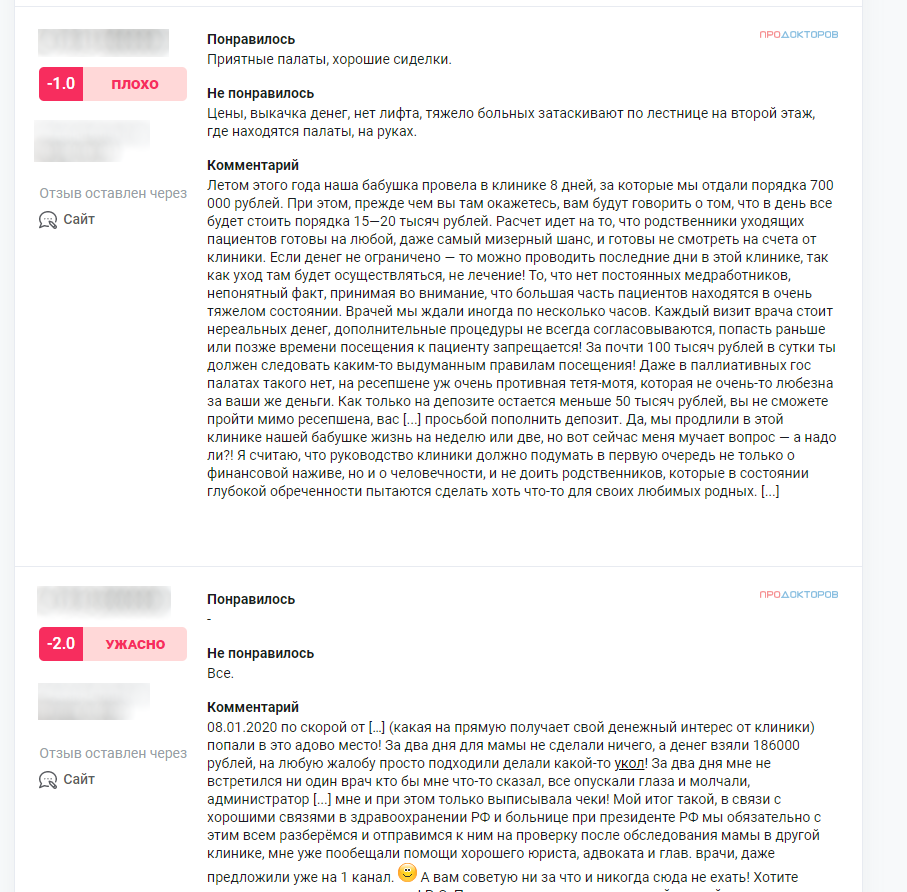 Понравилось
ПРОДОКТОРОВ
Приятные палаты, хорошие сиделки.
-1.0 ПЛОХО
Не понравилось
Цены, выкачка денег, нет лифта, тяжело больных затаскивают по лестнице на второй этаж,
где находятся палаты, на руках.
Комментарий
Отзыв оставлен через
Сайт
Летом этого года наша бабушка провела в клинике 8 дней, за которые мы отдали порядка 700
000 рублей. При этом, прежде чем вы там окажетесь, вам будут говорить о том, что в день все
будет стоить порядка 15—20 тысяч рублей. Расчет идет на то, что родственники уходящих
пациентов готовы на любой, даже самый мизерный шанс, и готовы не смотреть на счета от
клиники. Если денег не ограничено — то можно проводить последние дни в этой клинике, так
как уход там будет осуществляться, не лечение! То, что нет постоянных медработников,
непонятный факт, принимая во внимание, что большая часть пациентов находятся в очень
тяжелом состоянии. Врачей мы ждали иногда по несколько часов. Каждый визит врача стоит
нереальных денег, дополнительные процедуры не всегда согласовываются, попасть раньше
или позже времени посещения к пациенту запрещается! За почти 100 тысяч рублей в сутки ты
должен следовать каким-то выдуманным правилам посещения! Даже в паллиативных гос
палатах такого нет, на ресепшене уж очень противная тетя-мотя, которая не очень-то любезна
за ваши же деньги. Как только на депозите остается меньше 50 тысяч рублей, вы не сможете
пройти мимо ресепшена, вас [...] просьбой пополнить депозит. Да, мы продлили в этой
клинике нашей бабушке жизнь на неделю или две, но вот сейчас меня мучает вопрос — а надо
ли?! Я считаю, что руководство клиники должно подумать в первую очередь не только о
финансовой наживе, но и о человечности, и не доить родственников, которые в состоянии
глубокой обреченности пытаются сделать хоть что-то для своих любимых родных. [...]
Понравилось
ПРОДОКТОРОВ
-
-2.0 УЖАСНО
Не понравилось
Все.
Комментарий
Отзыв оставлен через
Сайт
08.01.2020 по скорой от [...] (какая на прямую получает свой денежный интерес от клиники)
попали в это адово место! За два дня для мамы не сделали ничего, а денег взяли 186000
рублей, на любую жалобу просто подходили делали какой-то укол! За два дня мне не
встретился ни один врач кто бы мне что-то сказал, все опускали глаза и молчали,
администратор [...] мне и при этом только выписывала чеки! Мой итог такой, в связи с
хорошими связями в здравоохранении РФ и больнице при президенте РФ мы обязательно с
этим всем разберёмся и отправимся к ним на проверку после обследования мамы в другой
клинике, мне уже пообещали помощи хорошего юриста, адвоката и глав. врачи, даже
предложили уже на 1 канал. А вам советую ни за что и никогда сюда не ехать! Хотите